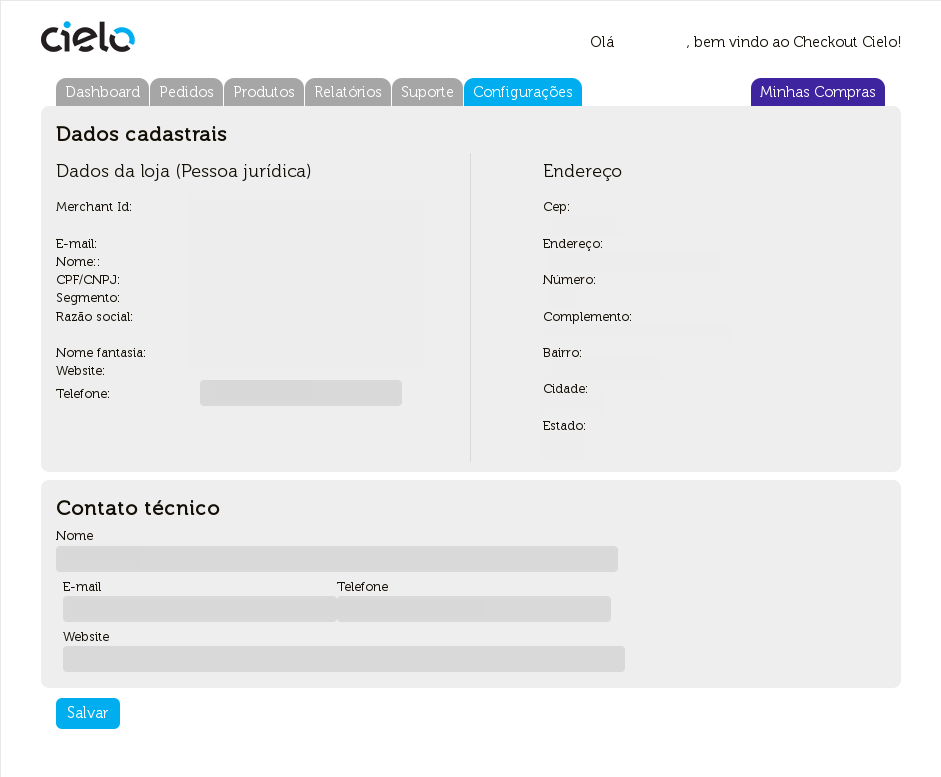 cielo
Olá , bem vindo ao Checkout Cielo!
Dashboard Pedidos Produtos Relatórios Suporte Configurações Minhas Compras
Dados cadastrais
Dados da loja (Pessoa jurídica)
Merchant Id:
E-mail:
Nome::
CPF/CNPJ:
Segmento:
Razão social:
Nome fantasia:
Website:
Telefone:
Endereço
Cep:
Endereço:
Número:
Complemento:
Bairro:
Cidade:
Estado:
Contato técnico
Nome
E-mail Telefone
Website
Salvar